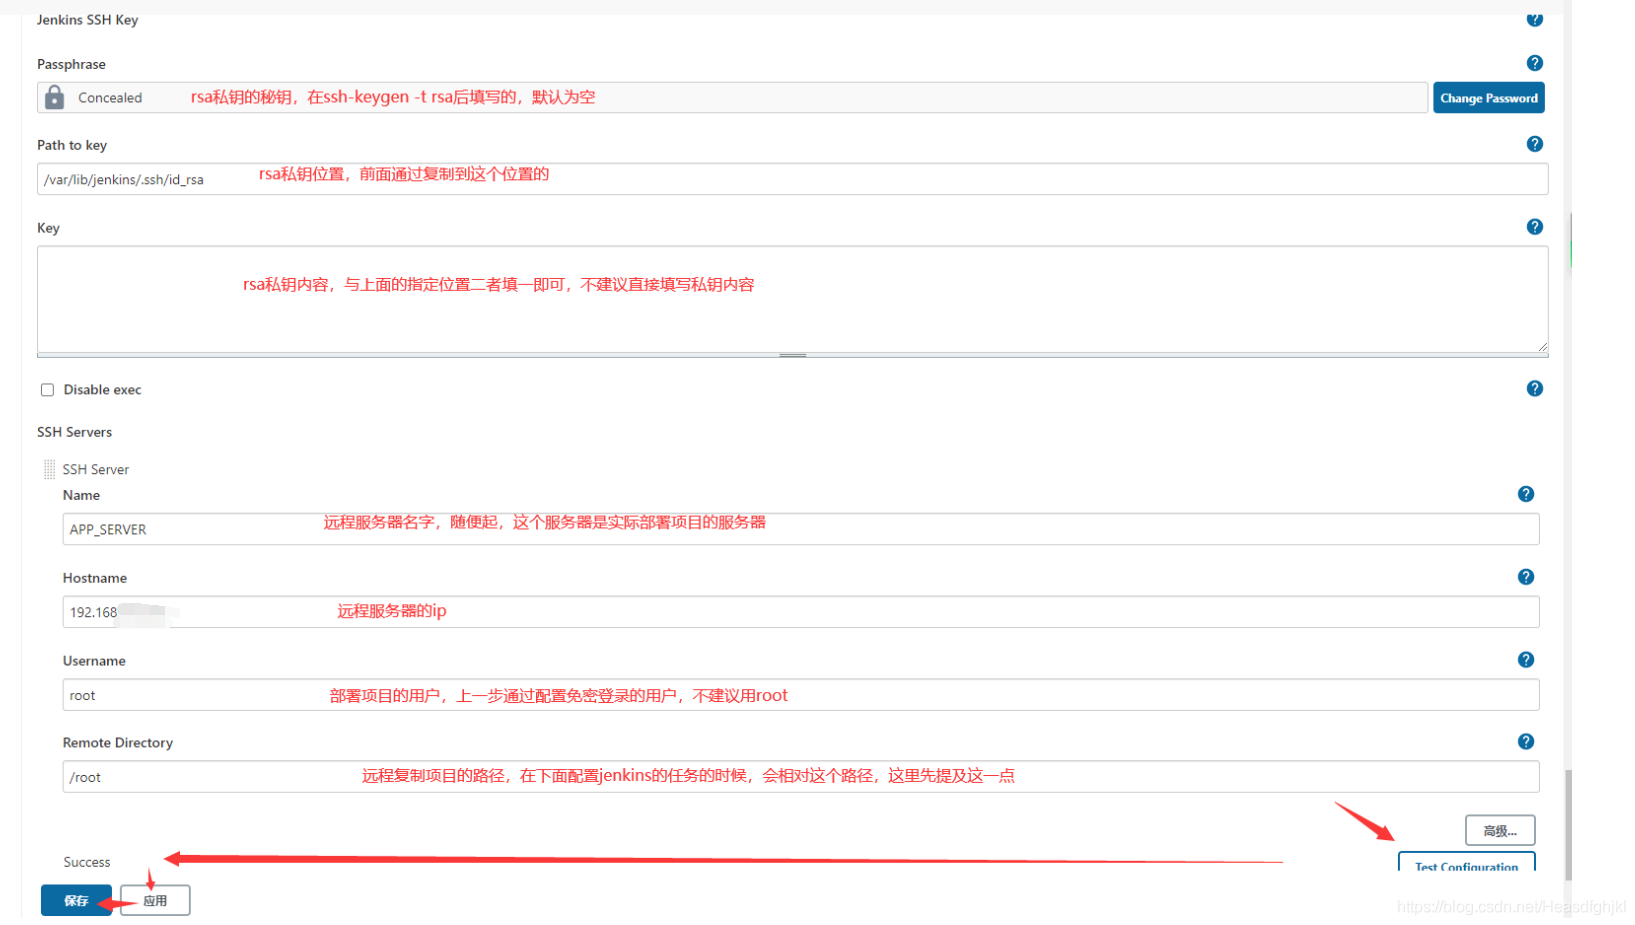 Jenkins SSH Key
Passphrase
Concealed rsa私钥的秘钥，在ssh-keygen -t rsa后填写的，默认为空 Change Password
Path to key
/var/lib/jenkins/.ssh/id_rsa rsa私钥位置，前面通过复制到这个位置的
Key
rsa私钥内容，与上面的指定位置二者填一即可，不建议直接填写私钥内容
Disable exec
SSH Servers
SSH Server
Name
APP_SERVER 远程服务器名字，随便起，这个服务器是实际部署项目的服务器
Hostname
192.168 远程服务器的ip
Username
root 部署项目的用户，上一步通过配置免密登录的用户，不建议用root
Remote Directory
/root 远程复制项目的路径，在下面配置jenkins的任务的时候，会相对这个路径，这里先提及这一点
高级...
Success
Test Configuration
保存 应用
https://blog.csdn.net/Heasdfghjkl